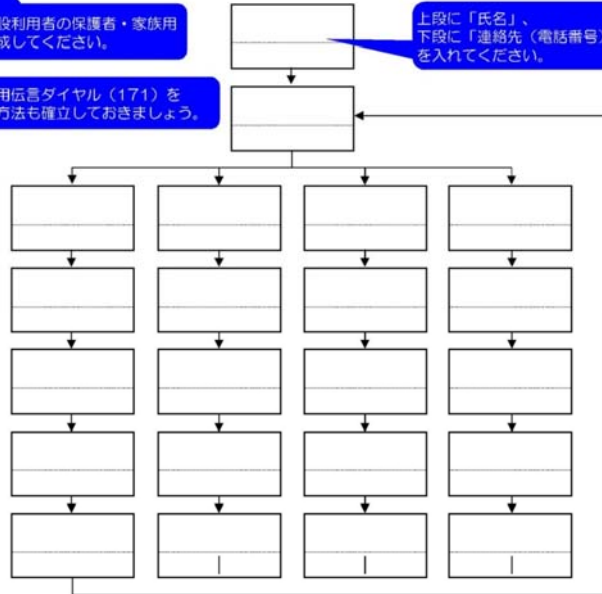 設利用者の保護者・家族用
成してください。
上段に「氏名」、
下段に「連絡先（電話番号）
を入れてください。
用伝言ダイヤル（171）を
方法も確立しておきましょう。